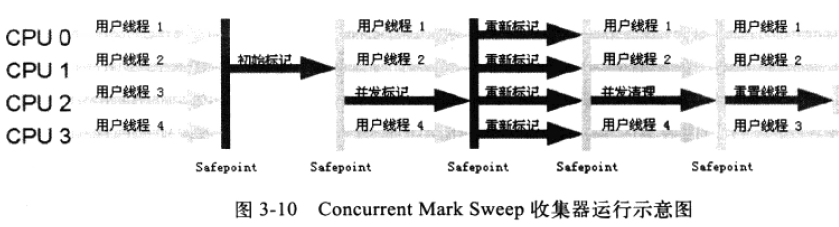 CPU 0 用户线程 1 用户线程 1 重新标记 用户线程 1 用户线程 1
CPU 1 用户线程 2 初始标记 用户线程 2 重新标记 用户线程 2 用户线程 2
CPU 2 用户线程 3 并发标记 重新标记 并发清理 重置线程
CPU 3 用户线程 4 用户线程 4 重新标记 用户线程 4 用户线程 3
Safepoint Safepoint Safepoint Safepoint Safepoint
图 3-10 Concurrent Mark Sweep 收集器运行示意图